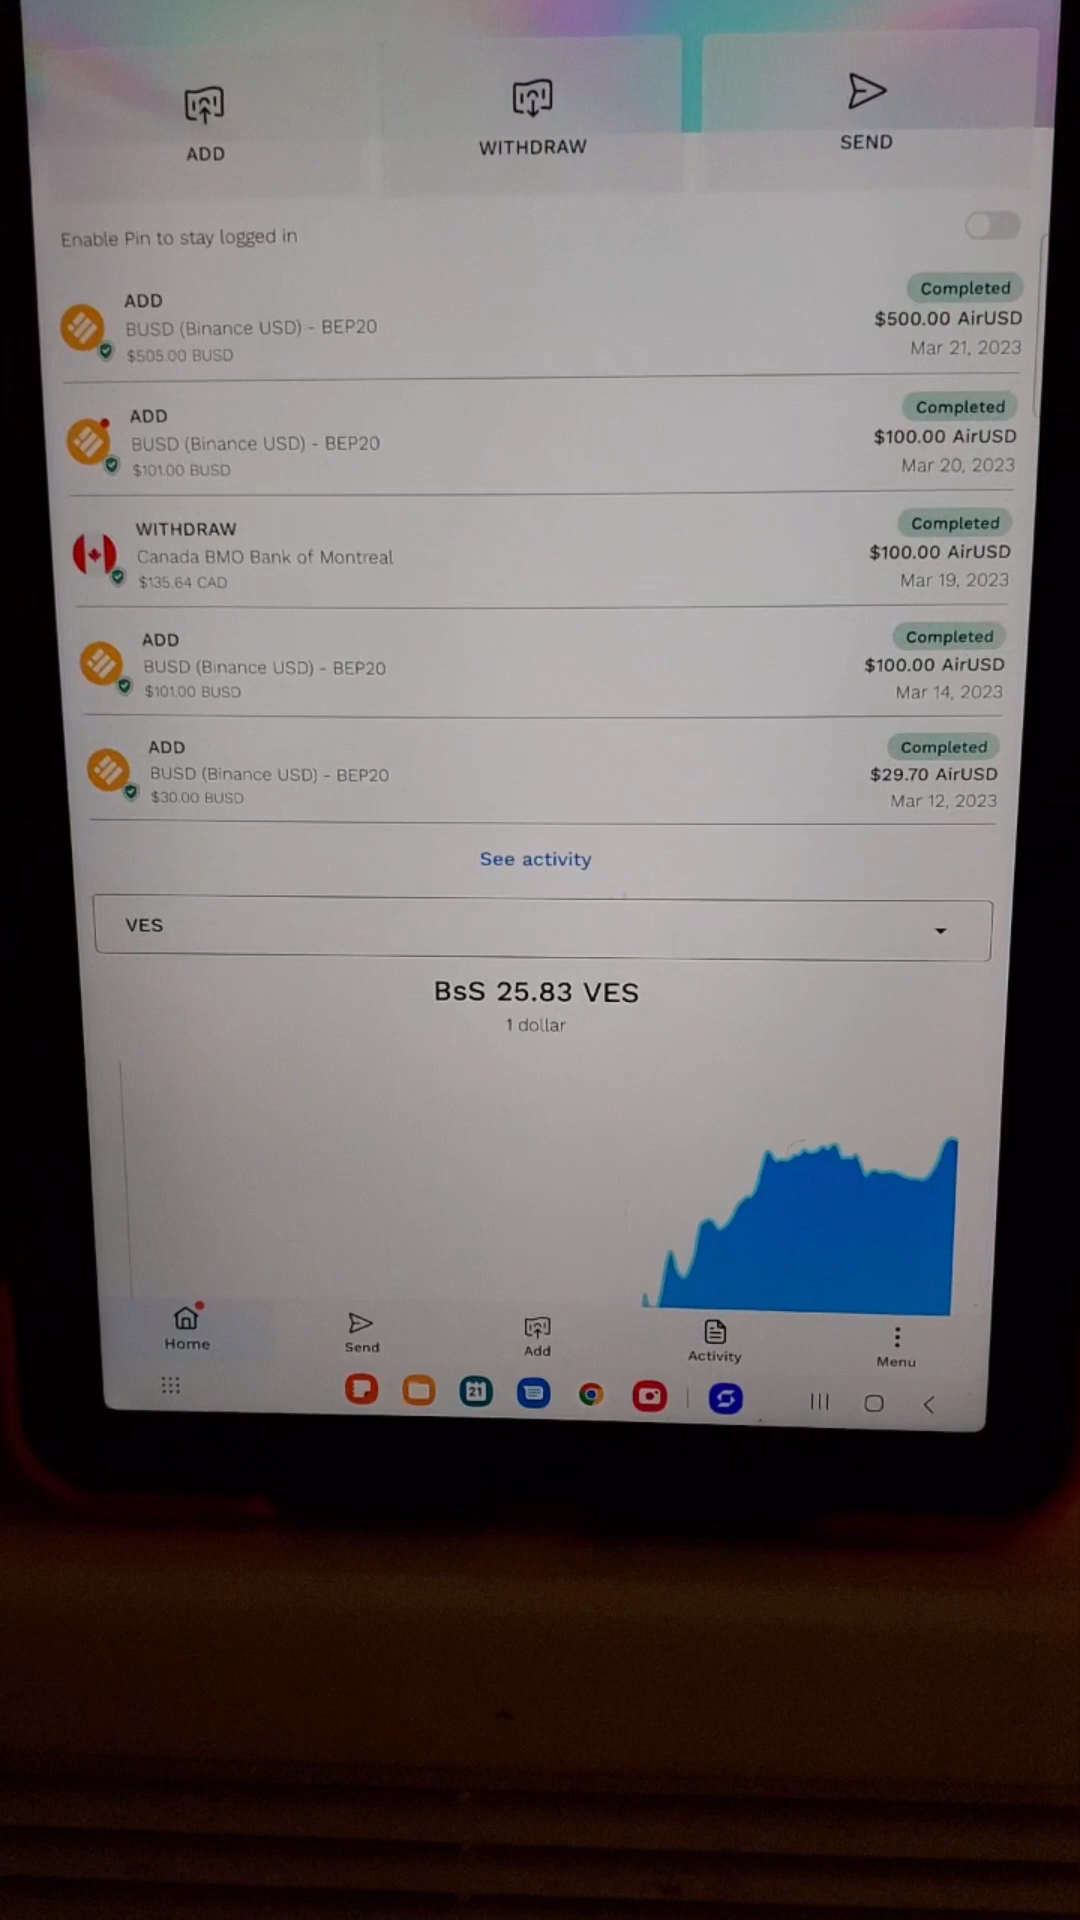 ADD
WITHDRAW
SEND
Enable Pin to stay logged in
ADD
BUSD (Binance USD) - BEP20
$505.00 BUSD
Completed
$500.00 AirUSD
Mar 21, 2023
ADD
BUSD (Binance USD) - BEP20
$101.00 BUSD
Completed
$100.00 AirUSD
Mar 20, 2023
WITHDRAW
Canada BMO Bank of Montreal
$135.64 CAD
Completed
$100.00 AirUSD
Mar 19, 2023
ADD
BUSD (Binance USD) - BEP20
$101.00 BUSD
Completed
$100.00 AirUSD
Mar 14, 2023
ADD
BUSD (Binance USD) - BEP20
$30.00 BUSD
Completed
$29.70 AirUSD
Mar 12, 2023
See activity
VES
BsS 25.83 VES
1 dollar
Home
Send
Add
Activity
Menu
21